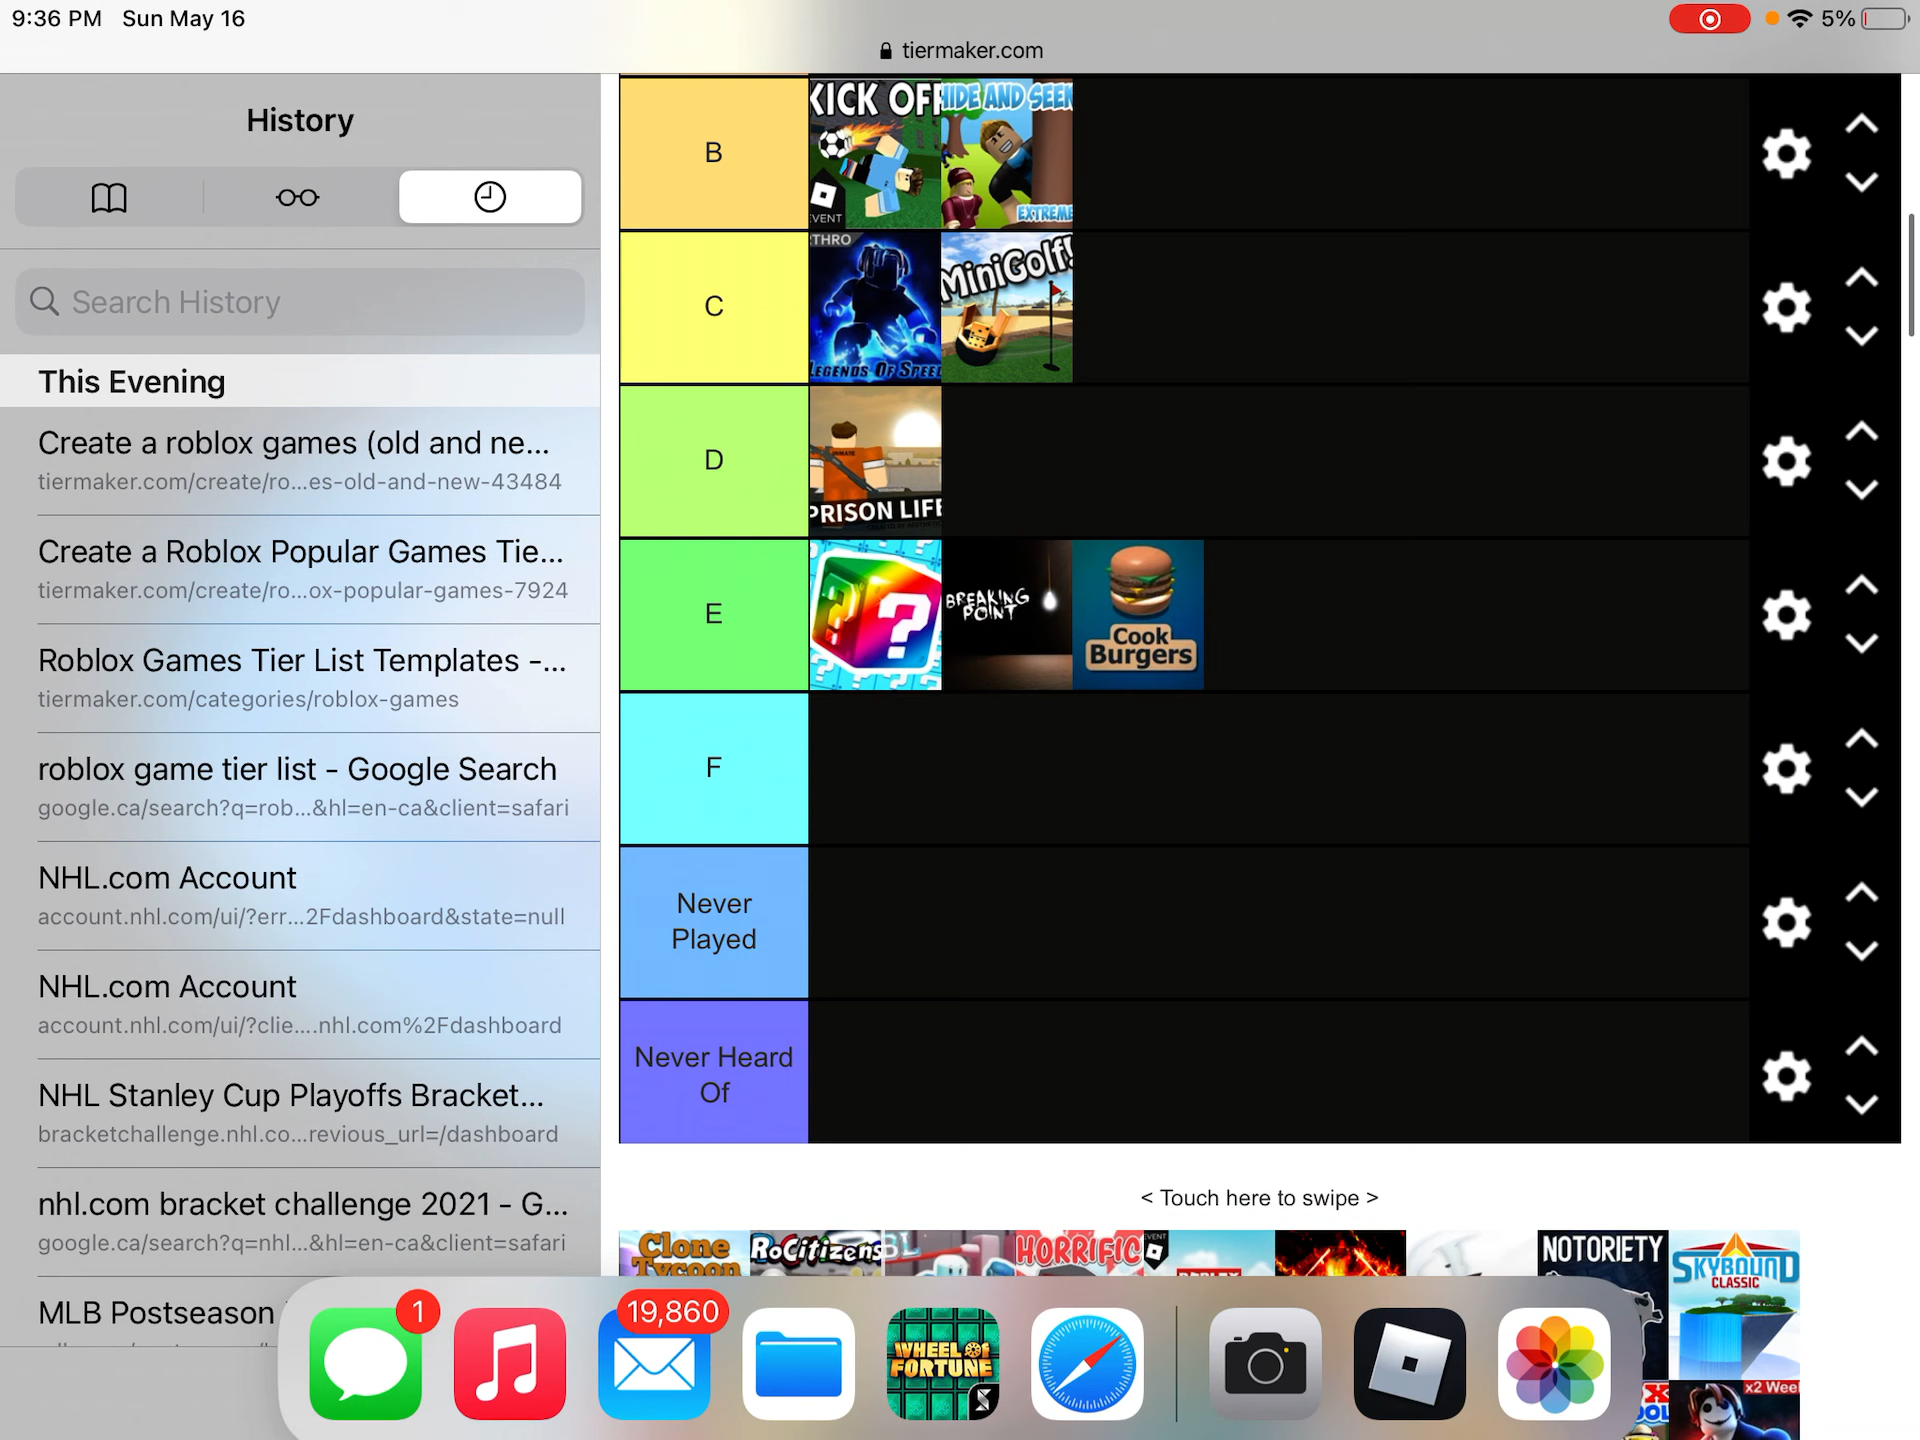 9:36 PM Sun May 16
5%
tiermaker.com
History
Search History
This Evening
Create a roblox games (old and ne...
tiermaker.com/create/ro...es-old-and-new-43484
Create a Roblox Popular Games Tie...
tiermaker.com/create/ro...ox-popular-games-7924
Roblox Games Tier List Templates -...
tiermaker.com/categories/roblox-games
roblox game tier list - Google Search
google.ca/search?q=rob...&hl=en-ca&client=safari
NHL.com Account
account.nhl.com/ui/?err...2Fdashboard&state=null
NHL.com Account
account.nhl.com/ui/?clie....nhl.com%2Fdashboard
NHL Stanley Cup Playoffs Bracket...
bracketchallenge.nhl.co...revious_url=/dashboard
nhl.com bracket challenge 2021 - G...
google.ca/search?q=nhl...&hl=en-ca&client=safari
MLB Postseason
B
KICK OFF
EVENT
HIDE AND SEEK
EXTREME
C
RTHRO
LEGENDS OF SPEED
MiniGolf!
D
INMATE
PRISON LIFE
E
? ?
BREAKING
POINT
Cook
Burgers
F
Never
Played
Never Heard
Of
< Touch here to swipe >
Clone
Tycoon
RoCitizens
HORRIFIC
EVENT
NOTORIETY
SKYBOUND
CLASSIC
x2 Wee
1
19,860
WHEEL OF
FORTUNE